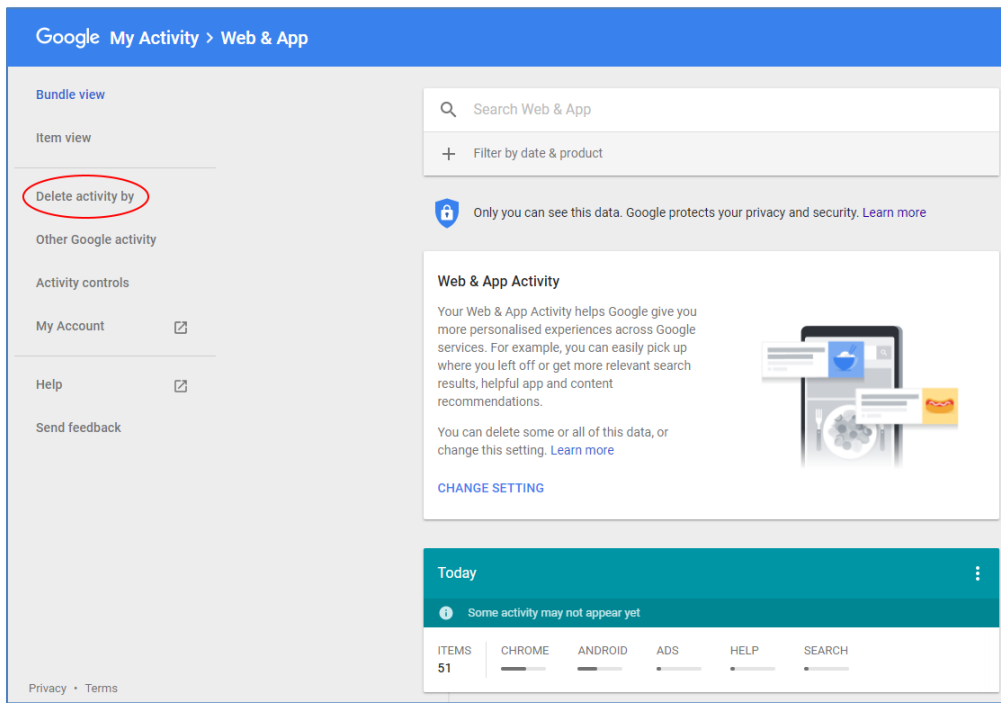 Google My Activity > Web & App
Bundle view
Item view
Delete activity by
Other Google activity
Activity controls
My Account
Help
Send feedback
Privacy • Terms
Search Web & App
Filter by date & product
Only you can see this data. Google protects your privacy and security. Learn more
Web & App Activity
Your Web & App Activity helps Google give you
more personalised experiences across Google
services. For example, you can easily pick up
where you left off or get more relevant search
results, helpful app and content
recommendations.
You can delete some or all of this data, or
change this setting. Learn more
CHANGE SETTING
Today
Some activity may not appear yet
ITEMS CHROME ANDROID ADS HELP SEARCH
51